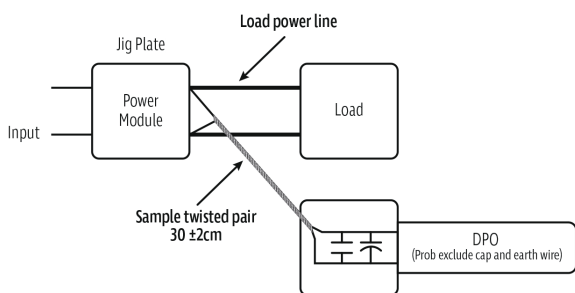 Load power line
Jig Plate
Power
Module
Load
Input
Sample twisted pair
30 ±2cm
DPO
(Prob exclude cap and earth wire)